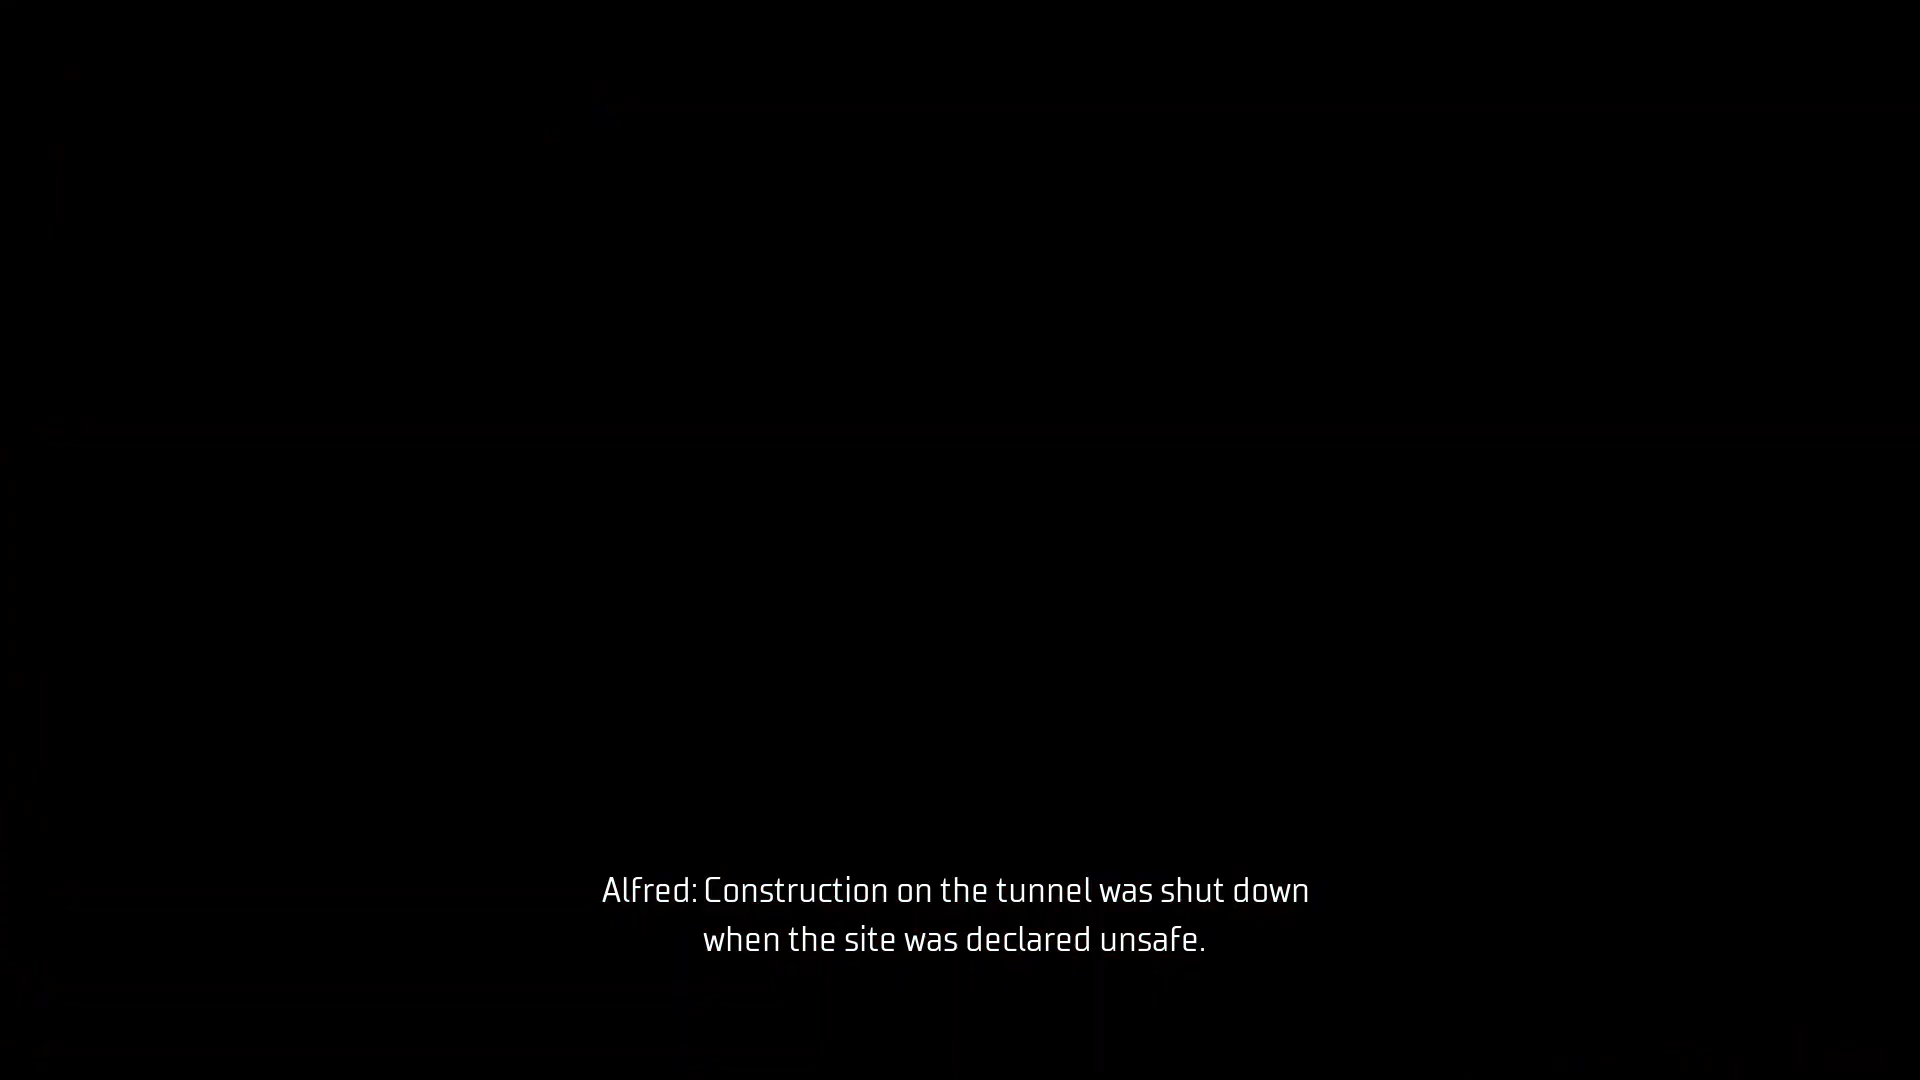 Alfred: Construction on the tunnel was shut down
when the site was declared unsafe.